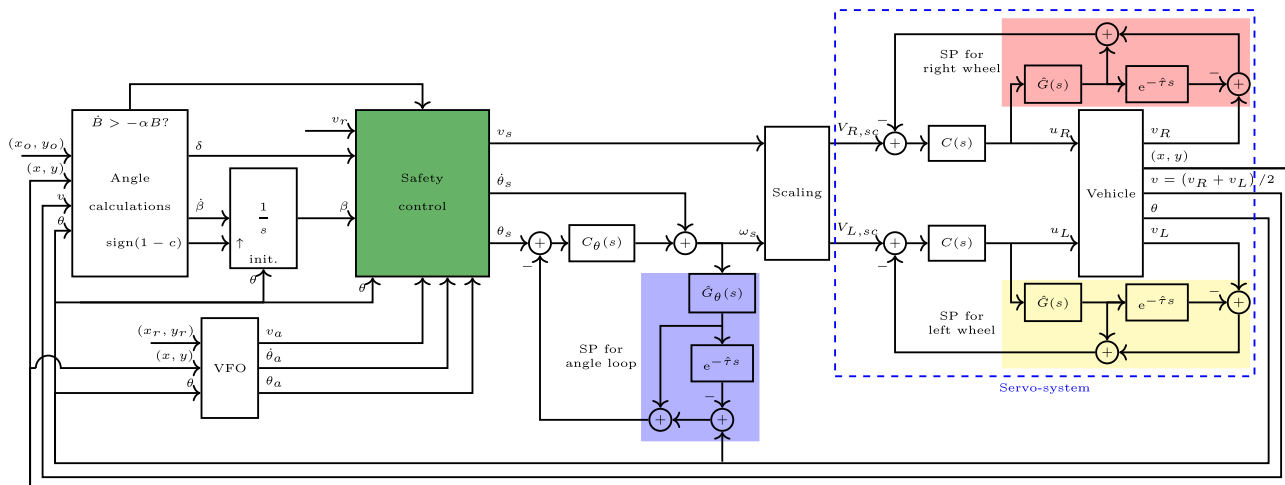 SP for
right wheel
Ĝ(s)
e^{−τ̂s}
−
+
+
Ḃ > −αB?
Angle
calculations
sign(1 − c)
(x_o, y_o)
(x, y)
v
θ
δ
β̇
1
s
↑
init.
θ
β
v_r
Safety
control
θ
v_s
θ̇_s
θ_s
+
−
C_θ(s)
+
ω_s
Scaling
V_{R,sc}
−
+
C(s)
u_R
V_{L,sc}
−
+
C(s)
u_L
Vehicle
v_R
(x, y)
v = (v_R + v_L)/2
θ
v_L
Ĝ_θ(s)
SP for
angle loop
e^{−τ̂s}
−
+
+
SP for
left wheel
Ĝ(s)
e^{−τ̂s}
−
+
+
Servo-system
(x_r, y_r)
(x, y)
θ
VFO
v_a
θ̇_a
θ_a